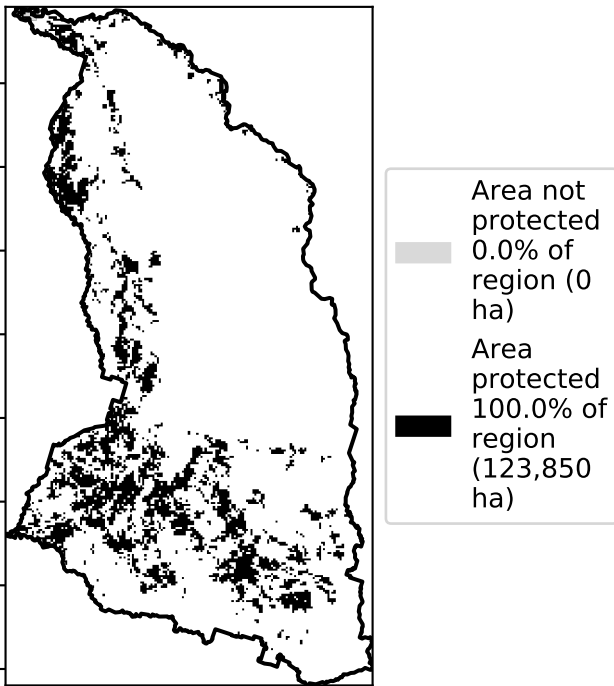 Area not
protected
0.0% of
region (0
ha)
Area
protected
100.0% of
region
(123,850
ha)